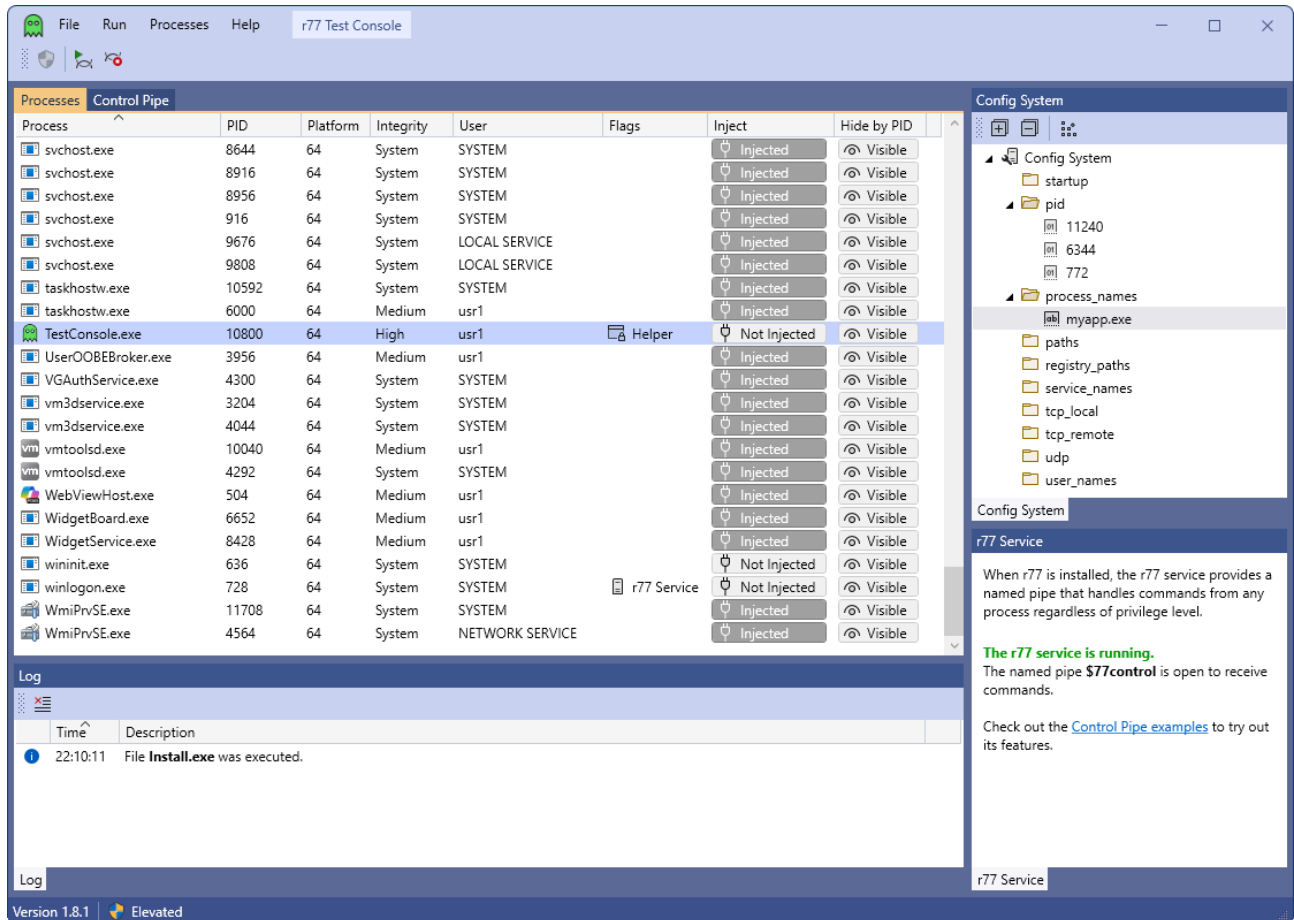 File Run Processes Help r77 Test Console
Processes Control Pipe
Process PID Platform Integrity User Flags Inject Hide by PID
svchost.exe 8644 64 System SYSTEM Injected Visible
svchost.exe 8916 64 System SYSTEM Injected Visible
svchost.exe 8956 64 System SYSTEM Injected Visible
svchost.exe 916 64 System SYSTEM Injected Visible
svchost.exe 9676 64 System LOCAL SERVICE Injected Visible
svchost.exe 9808 64 System LOCAL SERVICE Injected Visible
taskhostw.exe 10592 64 System SYSTEM Injected Visible
taskhostw.exe 6000 64 Medium usr1 Injected Visible
TestConsole.exe 10800 64 High usr1 Helper Not Injected Visible
UserOOBEBroker.exe 3956 64 Medium usr1 Injected Visible
VGAuthService.exe 4300 64 System SYSTEM Injected Visible
vm3dservice.exe 3204 64 System SYSTEM Injected Visible
vm3dservice.exe 4044 64 System SYSTEM Injected Visible
vm vmtoolsd.exe 10040 64 Medium usr1 Injected Visible
vm vmtoolsd.exe 4292 64 System SYSTEM Injected Visible
WebViewHost.exe 504 64 Medium usr1 Injected Visible
WidgetBoard.exe 6652 64 Medium usr1 Injected Visible
WidgetService.exe 8428 64 Medium usr1 Injected Visible
wininit.exe 636 64 System SYSTEM Not Injected Visible
winlogon.exe 728 64 System SYSTEM r77 Service Not Injected Visible
WmiPrvSE.exe 11708 64 System SYSTEM Injected Visible
WmiPrvSE.exe 4564 64 System NETWORK SERVICE Injected Visible
Log
Time Description
22:10:11 File Install.exe was executed.
Log
Config System
Config System
startup
pid
01 11240
01 6344
01 772
process_names
ab myapp.exe
paths
registry_paths
service_names
tcp_local
tcp_remote
udp
user_names
Config System
r77 Service
When r77 is installed, the r77 service provides a
named pipe that handles commands from any
process regardless of privilege level.
The r77 service is running.
The named pipe $77control is open to receive
commands.
Check out the Control Pipe examples to try out
its features.
r77 Service
Version 1.8.1 Elevated